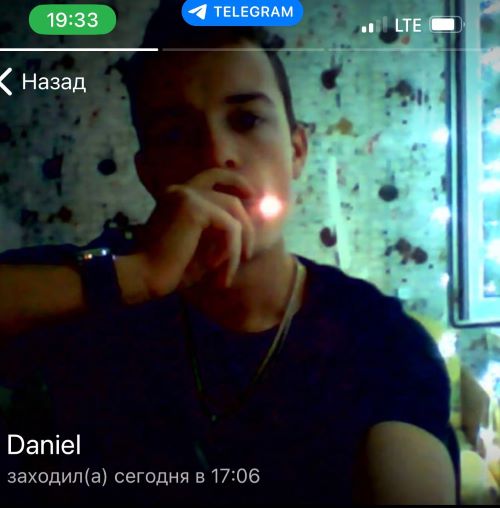 19:33
TELEGRAM
LTE
Назад
Daniel
заходил(а) сегодня в 17:06